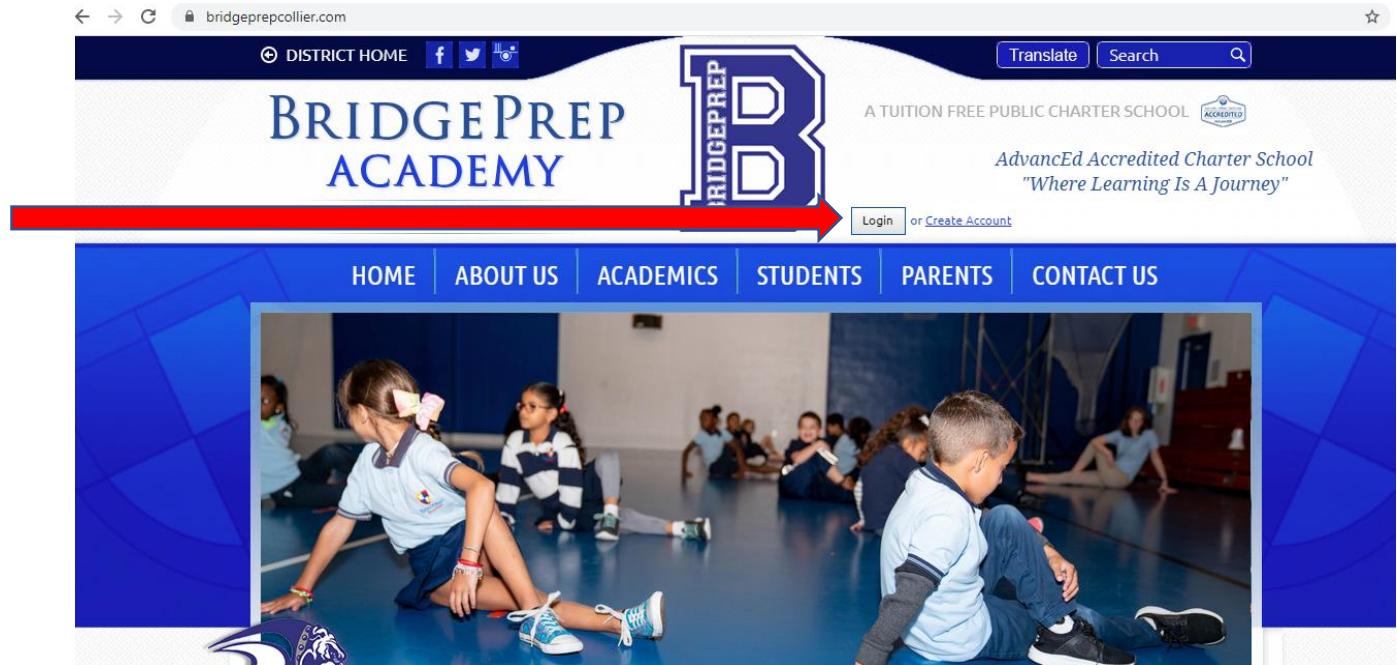 bridgeprepcollier.com
DISTRICT HOME
Translate
Search
BRIDGEPREP
ACADEMY
BRIDGEPREP
B
A TUITION FREE PUBLIC CHARTER SCHOOL
ACCREDITED
AdvancEd Accredited Charter School
"Where Learning Is A Journey"
Login or Create Account
HOME
ABOUT US
ACADEMICS
STUDENTS
PARENTS
CONTACT US